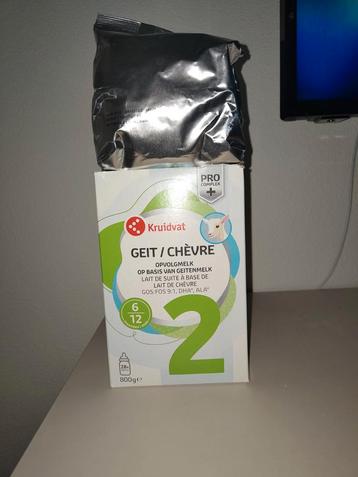 PRO
COMPLEX
+
Kruidvat
GEIT / CHÈVRE
OPVOLGMELK
OP BASIS VAN GEITENMELK
LAIT DE SUITE À BASE DE
LAIT DE CHÈVRE
GOS:FOS 9:1, DHA*, ALA*
6
12
2
800g℮